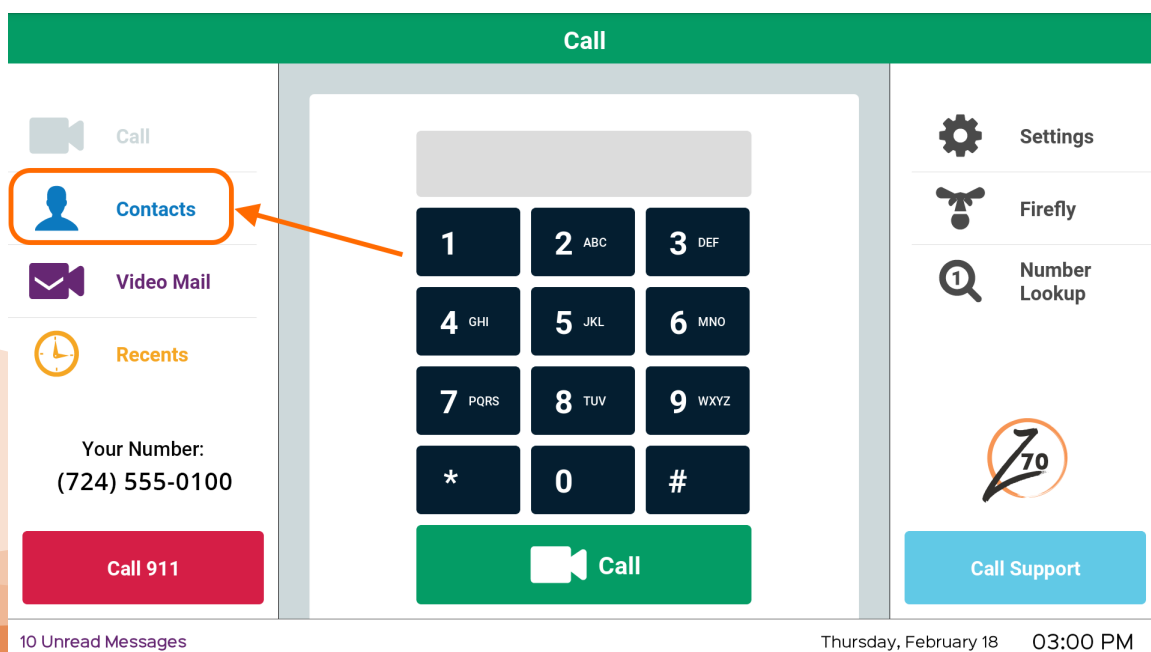 Call
Call
Contacts
Video Mail
Recents
Your Number:
(724) 555-0100
Call 911
1
2 ABC
3 DEF
4 GHI
5 JKL
6 MNO
7 PQRS
8 TUV
9 WXYZ
*
0
#
Call
Settings
Firefly
1
Number
Lookup
Z70
Call Support
10 Unread Messages
Thursday, February 18
03:00 PM